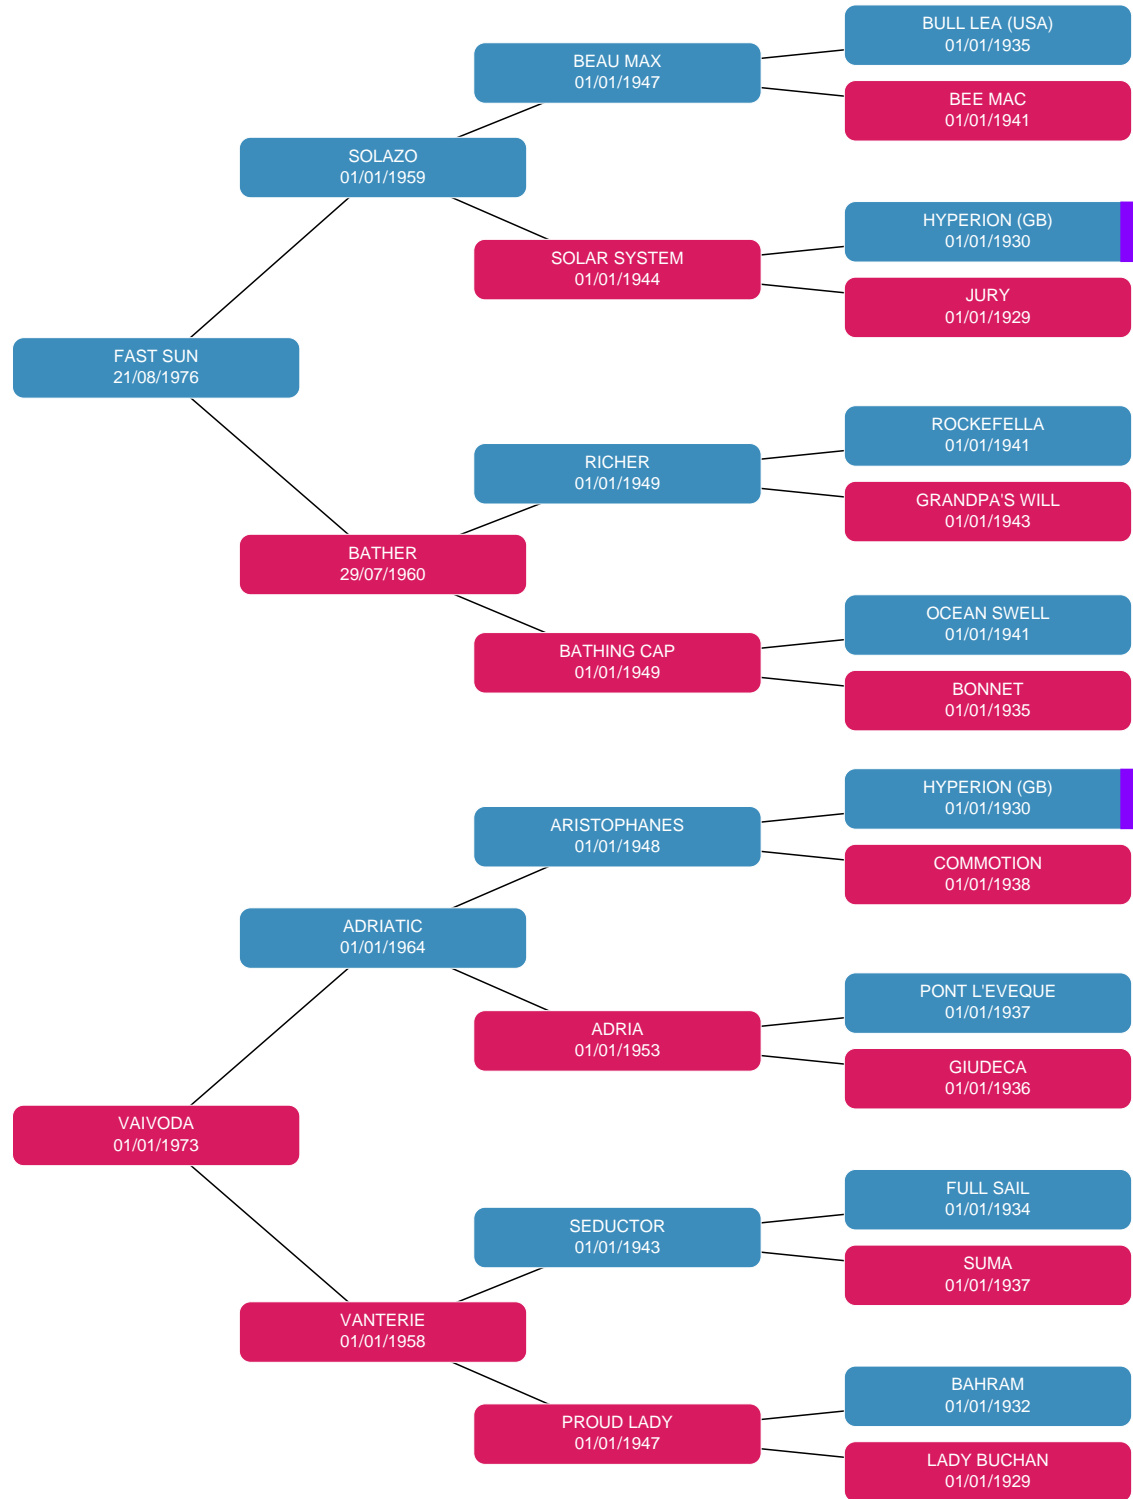 BULL LEA (USA)
01/01/1935
BEAU MAX
01/01/1947
BEE MAC
01/01/1941
SOLAZO
01/01/1959
HYPERION (GB)
01/01/1930
SOLAR SYSTEM
01/01/1944
JURY
01/01/1929
FAST SUN
21/08/1976
ROCKEFELLA
01/01/1941
RICHER
01/01/1949
GRANDPA'S WILL
01/01/1943
BATHER
29/07/1960
OCEAN SWELL
01/01/1941
BATHING CAP
01/01/1949
BONNET
01/01/1935
HYPERION (GB)
01/01/1930
ARISTOPHANES
01/01/1948
COMMOTION
01/01/1938
ADRIATIC
01/01/1964
PONT L'EVEQUE
01/01/1937
ADRIA
01/01/1953
GIUDECA
01/01/1936
VAIVODA
01/01/1973
FULL SAIL
01/01/1934
SEDUCTOR
01/01/1943
SUMA
01/01/1937
VANTERIE
01/01/1958
BAHRAM
01/01/1932
PROUD LADY
01/01/1947
LADY BUCHAN
01/01/1929